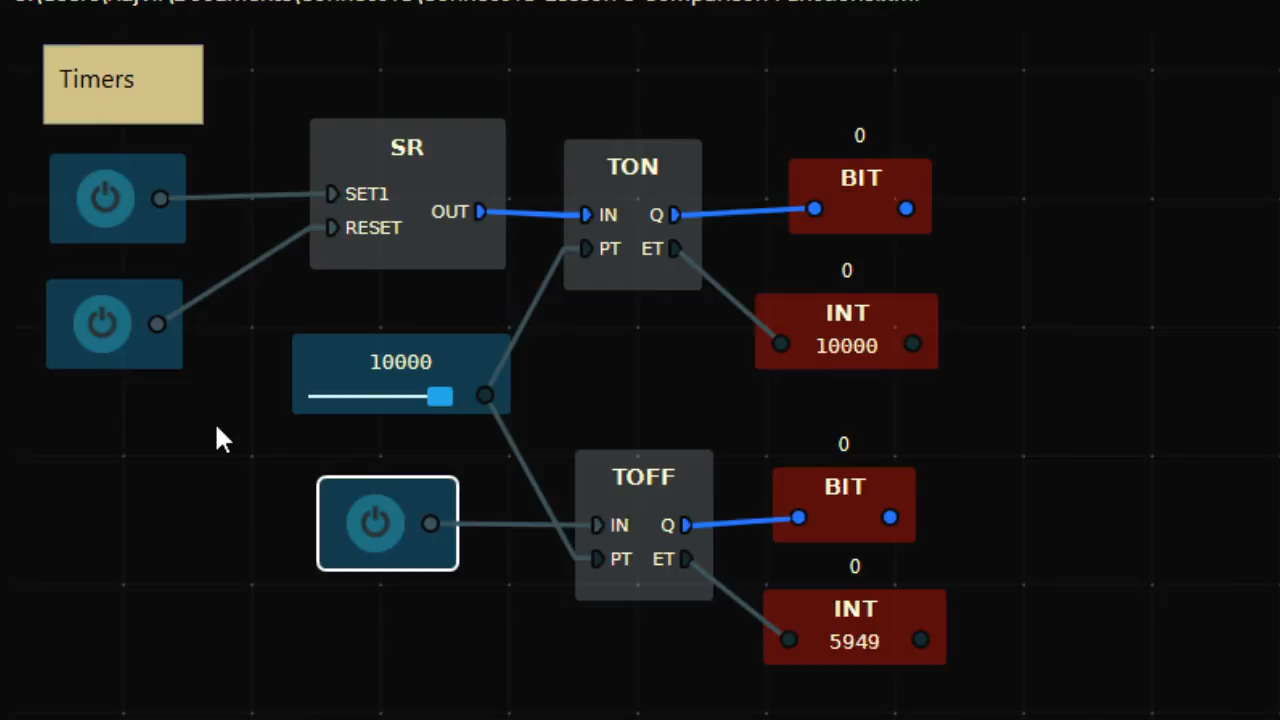 Timers
SR
SET1
RESET
OUT
TON
IN
Q
PT
ET
0
BIT
0
INT
10000
10000
TOFF
IN
Q
PT
ET
0
BIT
0
INT
5949